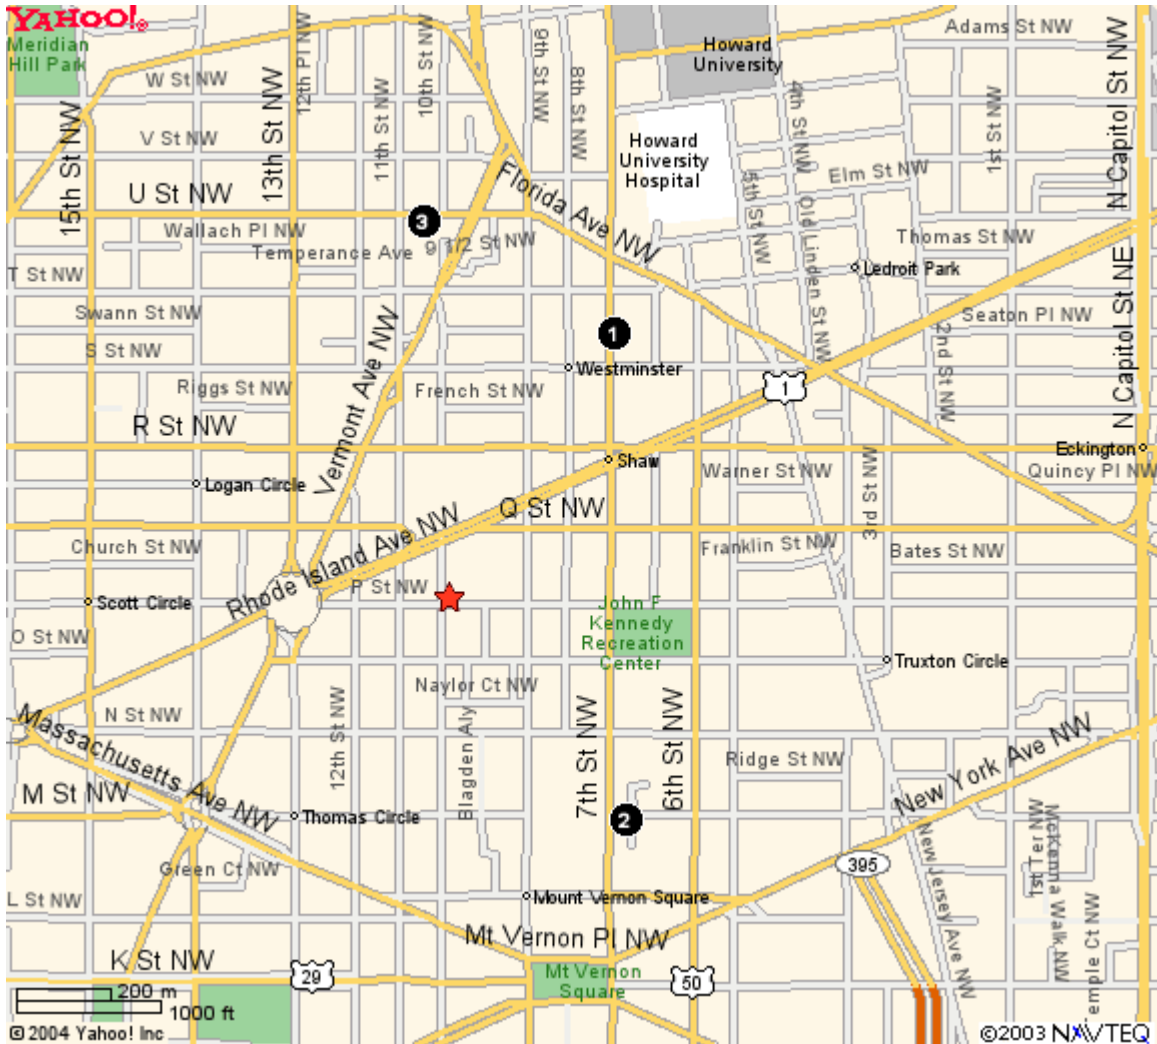 YAHOO!®
Meridian
Hill Park
W St NW
V St NW
U St NW
15th St NW
13th St NW
12th Pl NW
11th St NW
10th St NW
9th St NW
8th St NW
Howard
University
Adams St NW
4th St NW
1st St NW
N Capitol St NW
Howard
University
Hospital
5th St NW
Elm St NW
Old Linden St NW
Florida Ave NW
3
Wallach Pl NW
Temperance Ave
9 1/2 St NW
Thomas St NW
T St NW
Ledroit Park
N Capitol St NE
Swann St NW
Seaton Pl NW
S St NW
1
2nd St NW
Vermont Ave NW
Westminster
Riggs St NW
French St NW
1
N Capitol St NW
R St NW
Eckington
Shaw
Warner St NW
Quincy Pl NW
Logan Circle
3rd St NW
Q St NW
Church St NW
Rhode Island Ave NW
Franklin St NW
Bates St NW
P St NW
Scott Circle
John F
Kennedy
Recreation
Center
O St NW
Truxton Circle
Naylor Ct NW
N St NW
Massachusetts Ave NW
12th St NW
Blagden Aly
7th St NW
6th St NW
Ridge St NW
New York Ave NW
M St NW
Thomas Circle
2
Green Ct NW
395
New Jersey Ave NW
1st Ter NW
McKenna Walk NW
Temple Ct NW
L St NW
Mount Vernon Square
Mt Vernon Pl NW
K St NW
29
Mt Vernon
Square
50
200 m
1000 ft
©2004 Yahoo! Inc
©2003 NAVTEQ